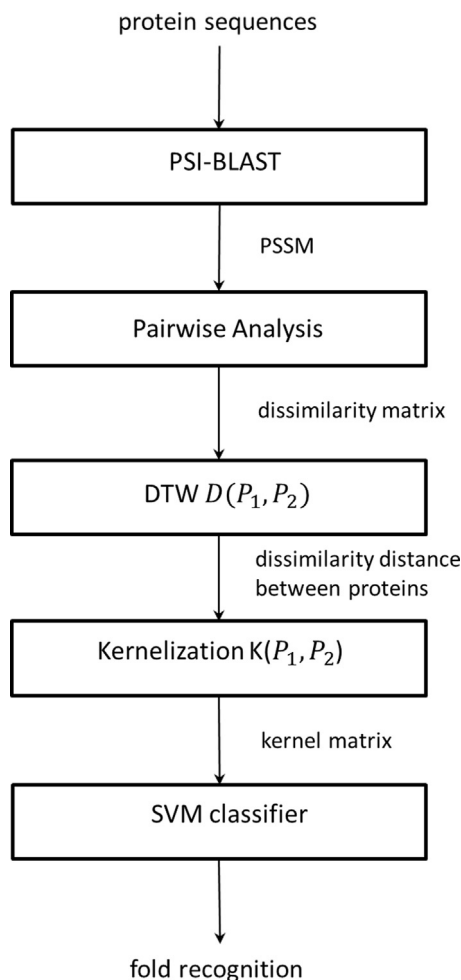 protein sequences
PSI-BLAST
PSSM
Pairwise Analysis
dissimilarity matrix
DTW D(P₁, P₂)
dissimilarity distance
between proteins
Kernelization K(P₁, P₂)
kernel matrix
SVM classifier
fold recognition